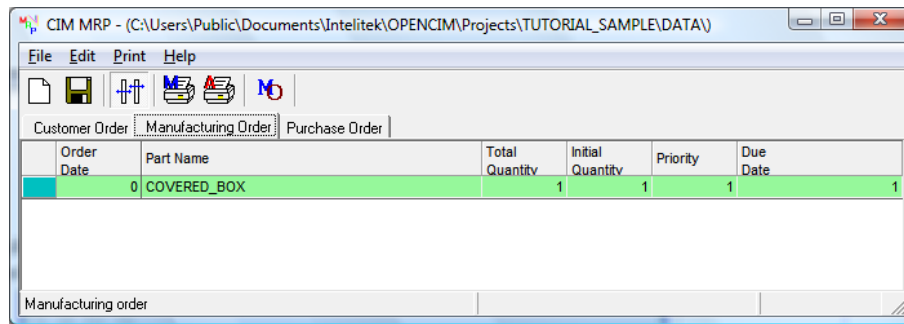 CIM MRP - (C:\Users\Public\Documents\Intelitek\OPENCIM\Projects\TUTORIAL_SAMPLE\DATA\)
File Edit Print Help
Customer Order Manufacturing Order Purchase Order
Order Date Part Name Total Quantity Initial Quantity Priority Due Date
0 COVERED_BOX 1 1 1 1
Manufacturing order